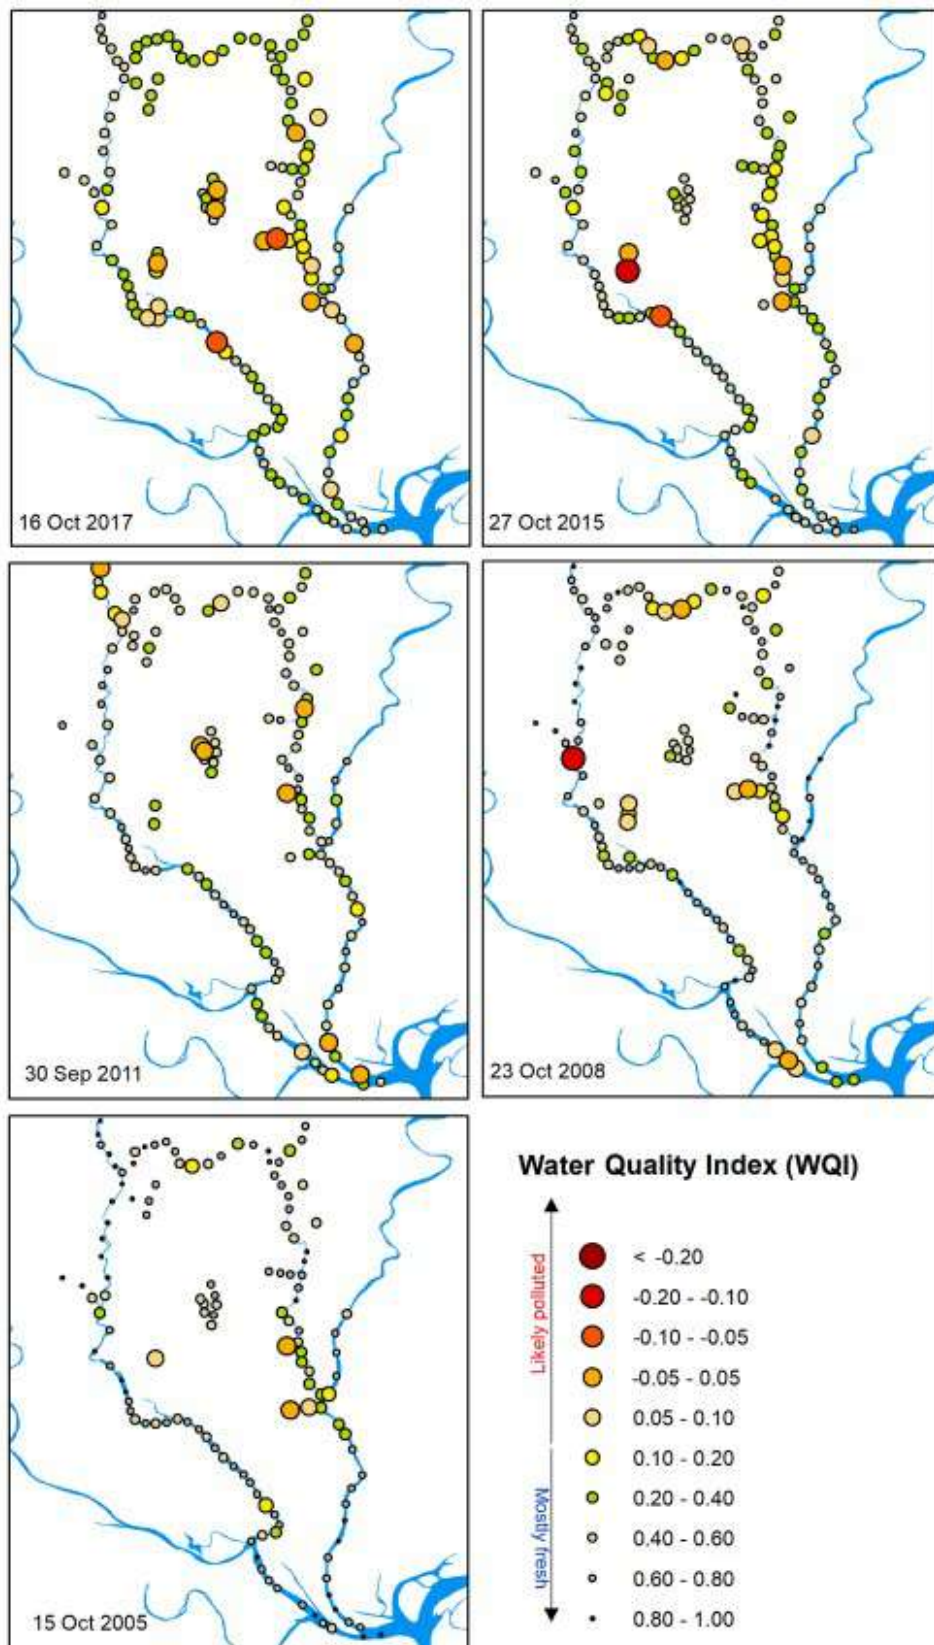 16 Oct 2017
27 Oct 2015
30 Sep 2011
23 Oct 2008
15 Oct 2005
Water Quality Index (WQI)
Likely polluted
Mostly fresh
< -0.20
-0.20 - -0.10
-0.10 - -0.05
-0.05 - 0.05
0.05 - 0.10
0.10 - 0.20
0.20 - 0.40
0.40 - 0.60
0.60 - 0.80
0.80 - 1.00